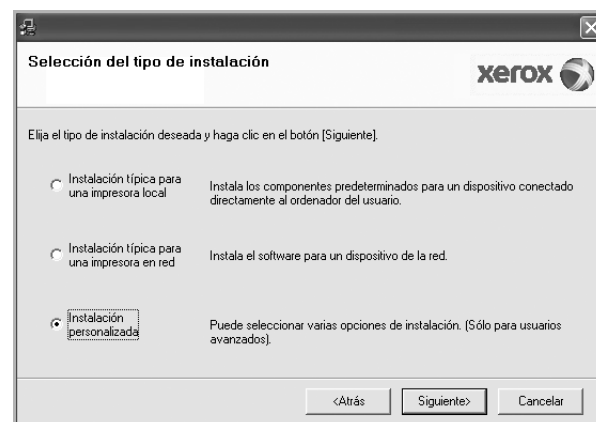 Selección del tipo de instalación
xerox
Elija el tipo de instalación deseada y haga clic en el botón [Siguiente].
Instalación típica para
una impresora local
Instala los componentes predeterminados para un dispositivo conectado
directamente al ordenador del usuario.
Instalación típica para
una impresora en red
Instala el software para un dispositivo de la red.
Instalación
personalizada
Puede seleccionar varias opciones de instalación. (Sólo para usuarios
avanzados).
<Atrás
Siguiente>
Cancelar